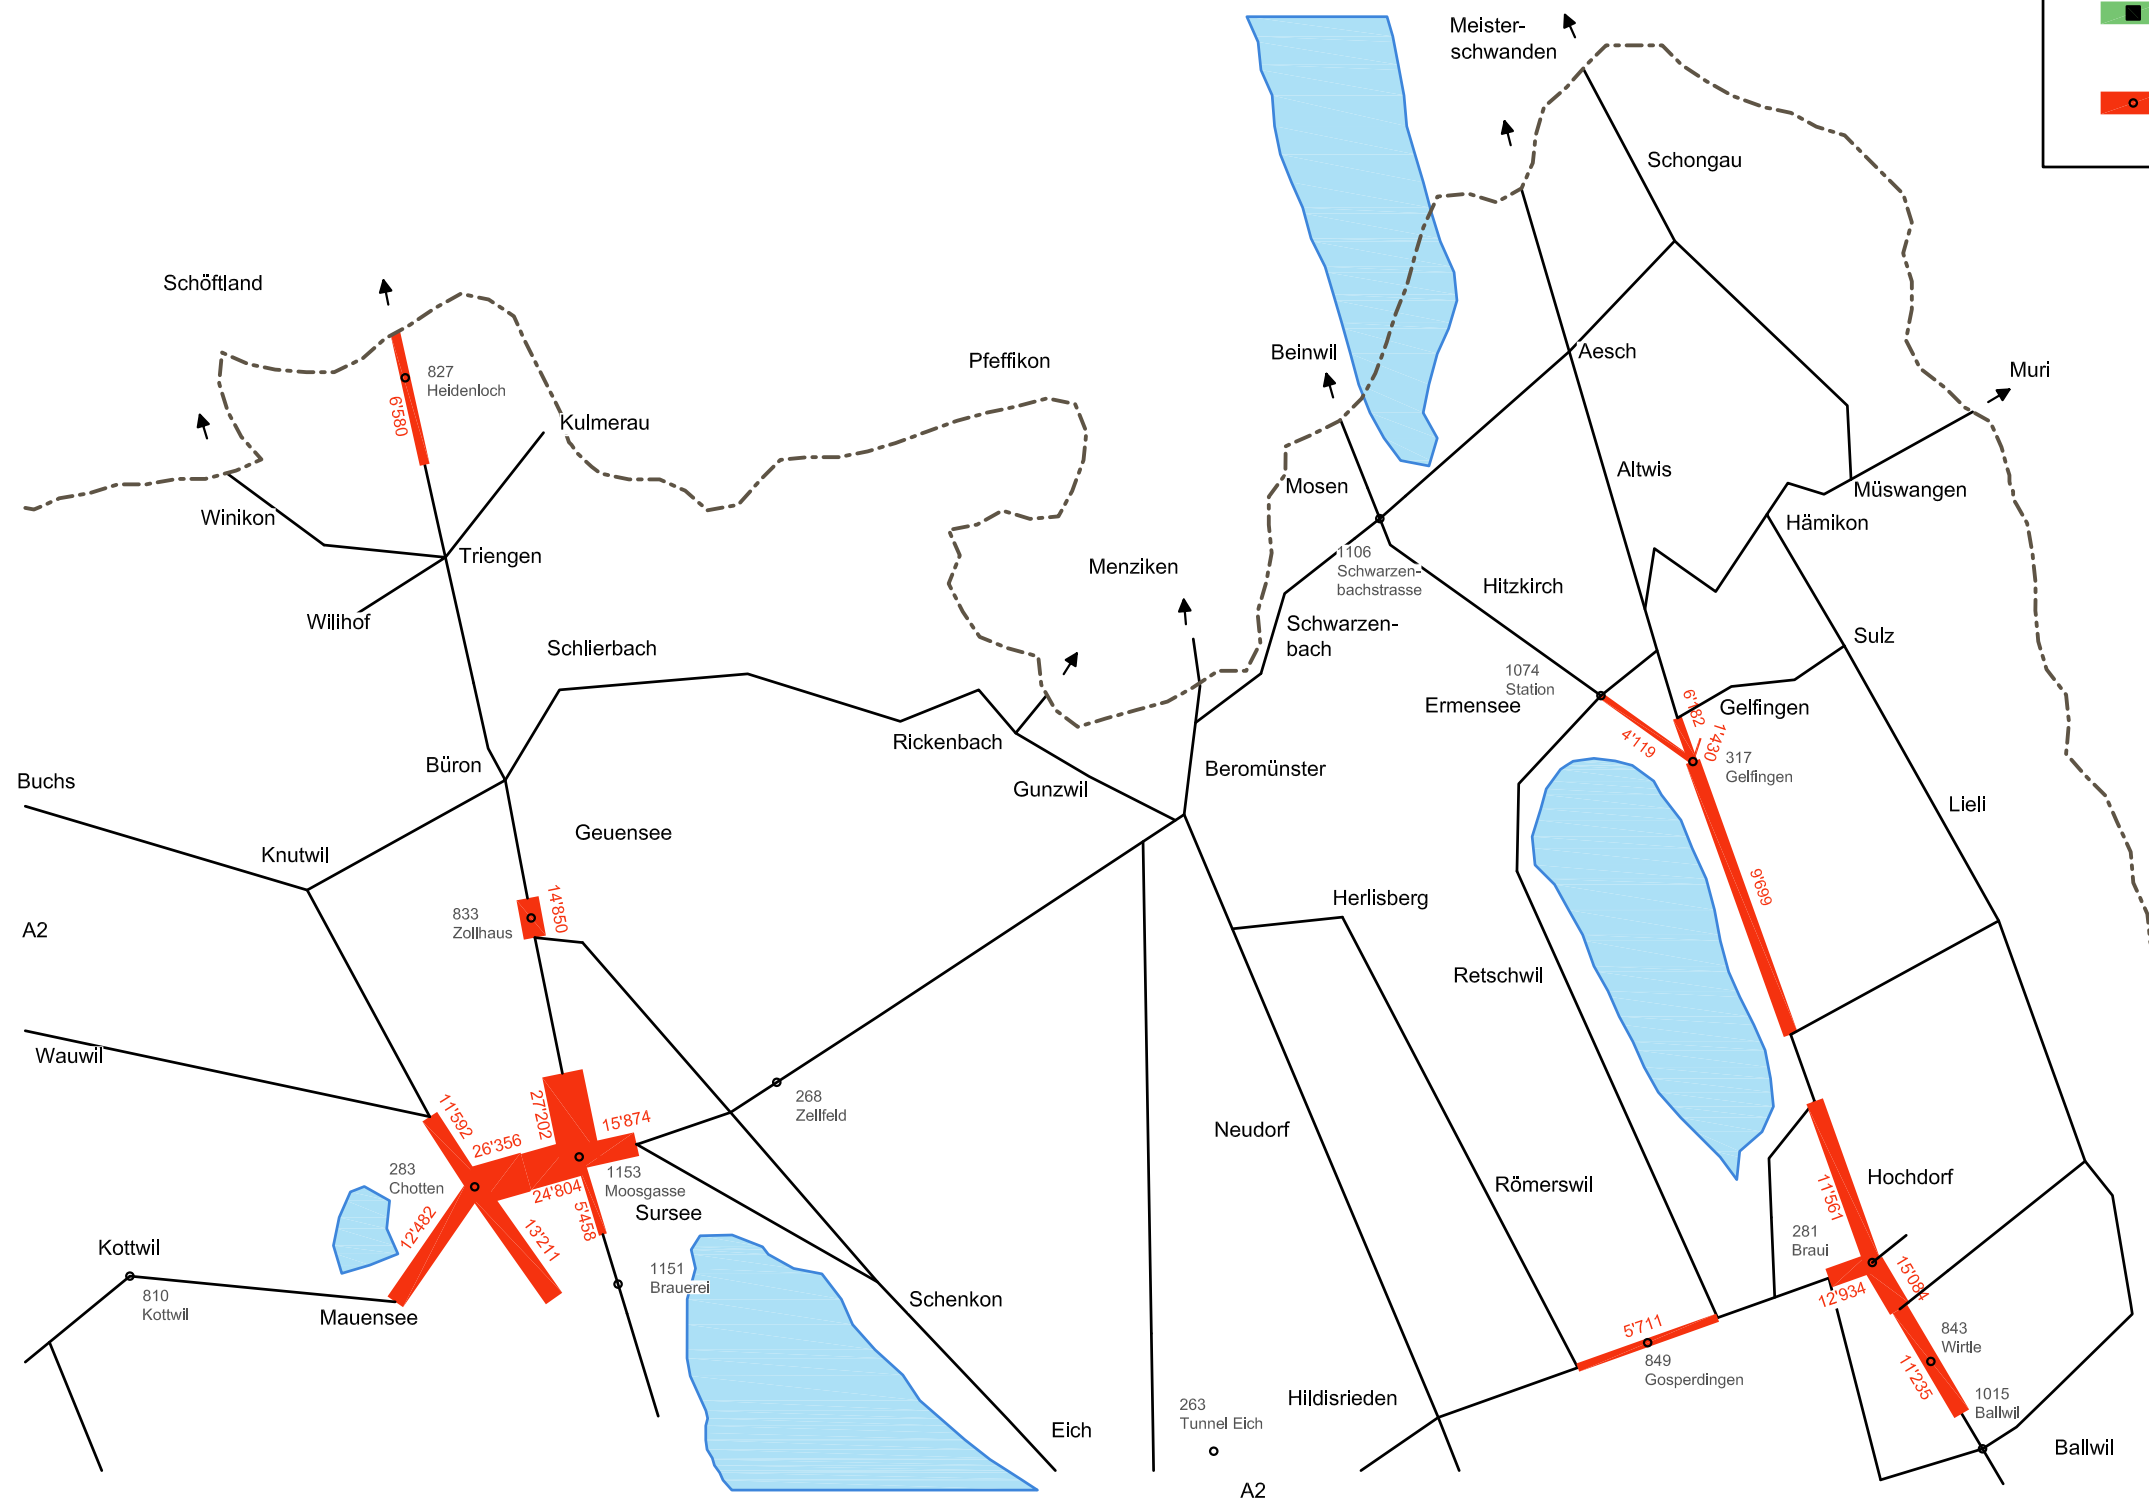 Meister-
schwanden
Schongau
Schöftland
827
Heidenloch
6'580
Pfeffikon
Beinwil
Aesch
Muri
Kulmerau
Winikon
Triengen
Wilihof
Mosen
Altwis
Müswangen
Hämikon
Menziken
1106
Schwarzen-
bachstrasse
Hitzkirch
Schwarzen-
bach
Sulz
Schlierbach
1074
Station
Ermensee
6'182
Gelfingen
1'430
4'119
317
Gelfingen
Rickenbach
Büron
Beromünster
Buchs
Gunzwil
Lieli
Geuensee
Knutwil
9'699
Herlisberg
14'850
833
Zollhaus
A2
Retschwil
Wauwil
268
Zellfeld
11'592
27'202
15'874
26'356
Neudorf
283
Chotten
1153
Moosgasse
24'804
5'458
Sursee
12'482
13'211
Römerswil
Hochdorf
11'561
281
Braui
15'084
12'934
Kottwil
810
Kottwil
1151
Brauerei
Mauensee
Schenkon
5'711
849
Gosperdingen
843
Wirtle
11'235
1015
Ballwil
Hildisrieden
263
Tunnel Eich
Eich
Ballwil
A2